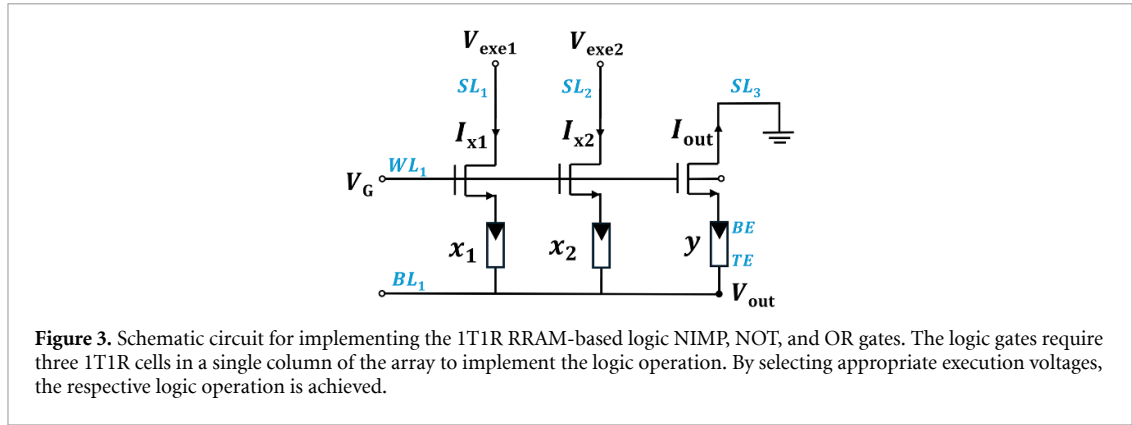 V_exe1 V_exe2
SL_1 SL_2 SL_3
I_x1 I_x2 I_out
V_G WL_1
x_1 x_2 y BE
TE
BL_1 V_out
Figure 3. Schematic circuit for implementing the 1T1R RRAM-based logic NIMP, NOT, and OR gates. The logic gates require
three 1T1R cells in a single column of the array to implement the logic operation. By selecting appropriate execution voltages,
the respective logic operation is achieved.